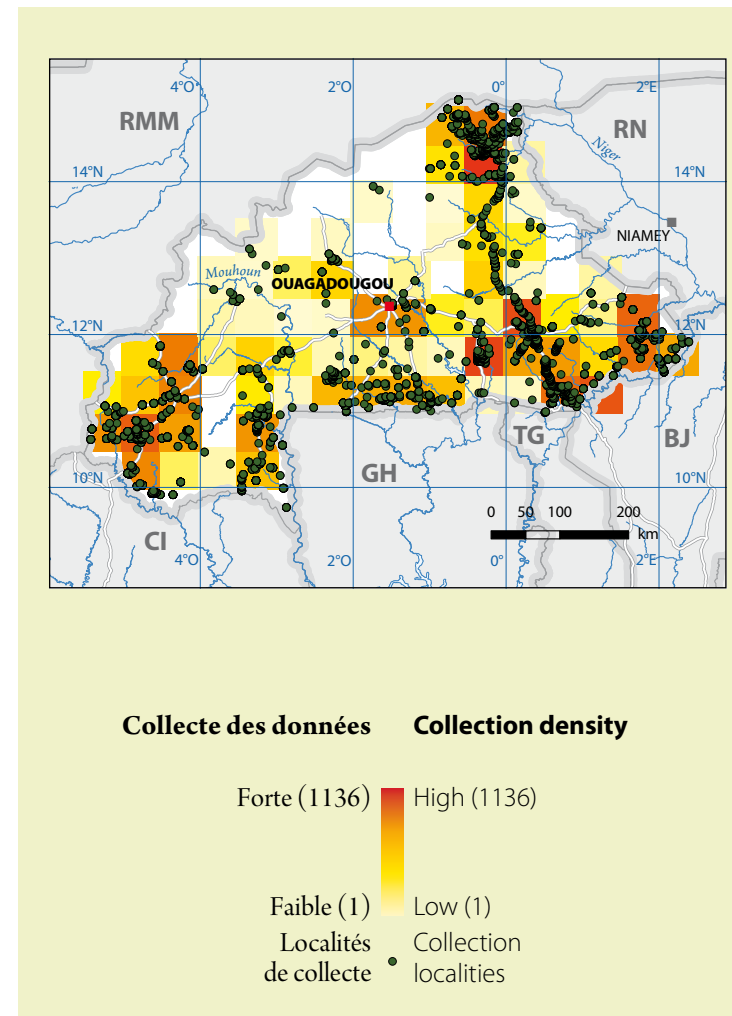 4°O 2°O 0° 2°E
RMM RN
Niger
14°N 14°N
NIAMEY
Mouhoun
OUAGADOUGOU
12°N 12°N
TG BJ
GH
10°N 10°N
CI
0 50 100 200
km
4°O 2°O 0° 2°E
Collecte des données Collection density
Forte (1136) High (1136)
Faible (1) Low (1)
Localités Collection
de collecte localities